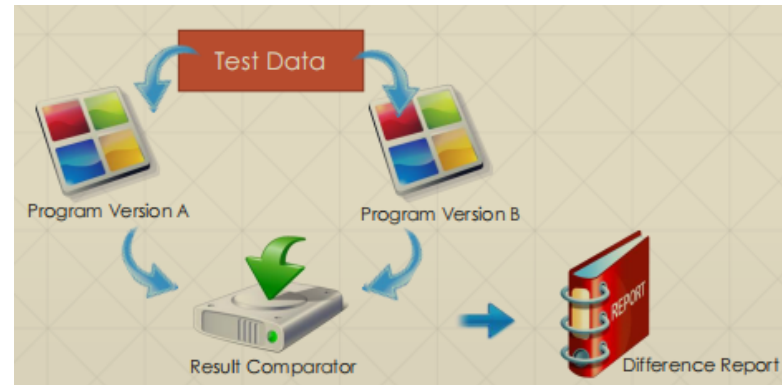 Test Data
Program Version A
Program Version B
REPORT
Result Comparator
Difference Report